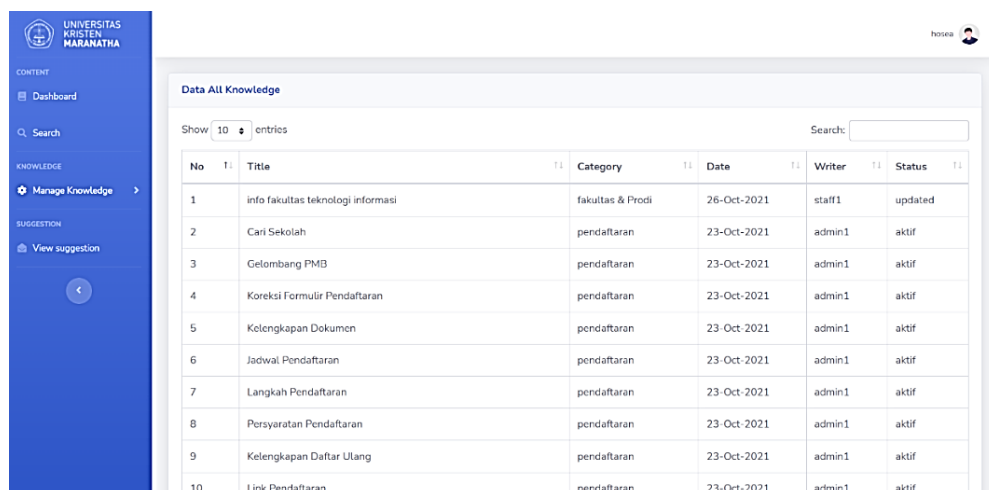 UNIVERSITAS
KRISTEN
MARANATHA
hosea
CONTENT
Dashboard
Search
KNOWLEDGE
Manage Knowledge
SUGGESTION
View suggestion
Data All Knowledge
Show 10 entries Search:
No Title Category Date Writer Status
1 info fakultas teknologi informasi fakultas & Prodi 26-Oct-2021 staff1 updated
2 Cari Sekolah pendaftaran 23-Oct-2021 admin1 aktif
3 Gelombang PMB pendaftaran 23-Oct-2021 admin1 aktif
4 Koreksi Formulir Pendaftaran pendaftaran 23-Oct-2021 admin1 aktif
5 Kelengkapan Dokumen pendaftaran 23-Oct-2021 admin1 aktif
6 Jadwal Pendaftaran pendaftaran 23-Oct-2021 admin1 aktif
7 Langkah Pendaftaran pendaftaran 23-Oct-2021 admin1 aktif
8 Persyaratan Pendaftaran pendaftaran 23-Oct-2021 admin1 aktif
9 Kelengkapan Daftar Ulang pendaftaran 23-Oct-2021 admin1 aktif
10 Link Pendaftaran pendaftaran 23-Oct-2021 admin1 aktif